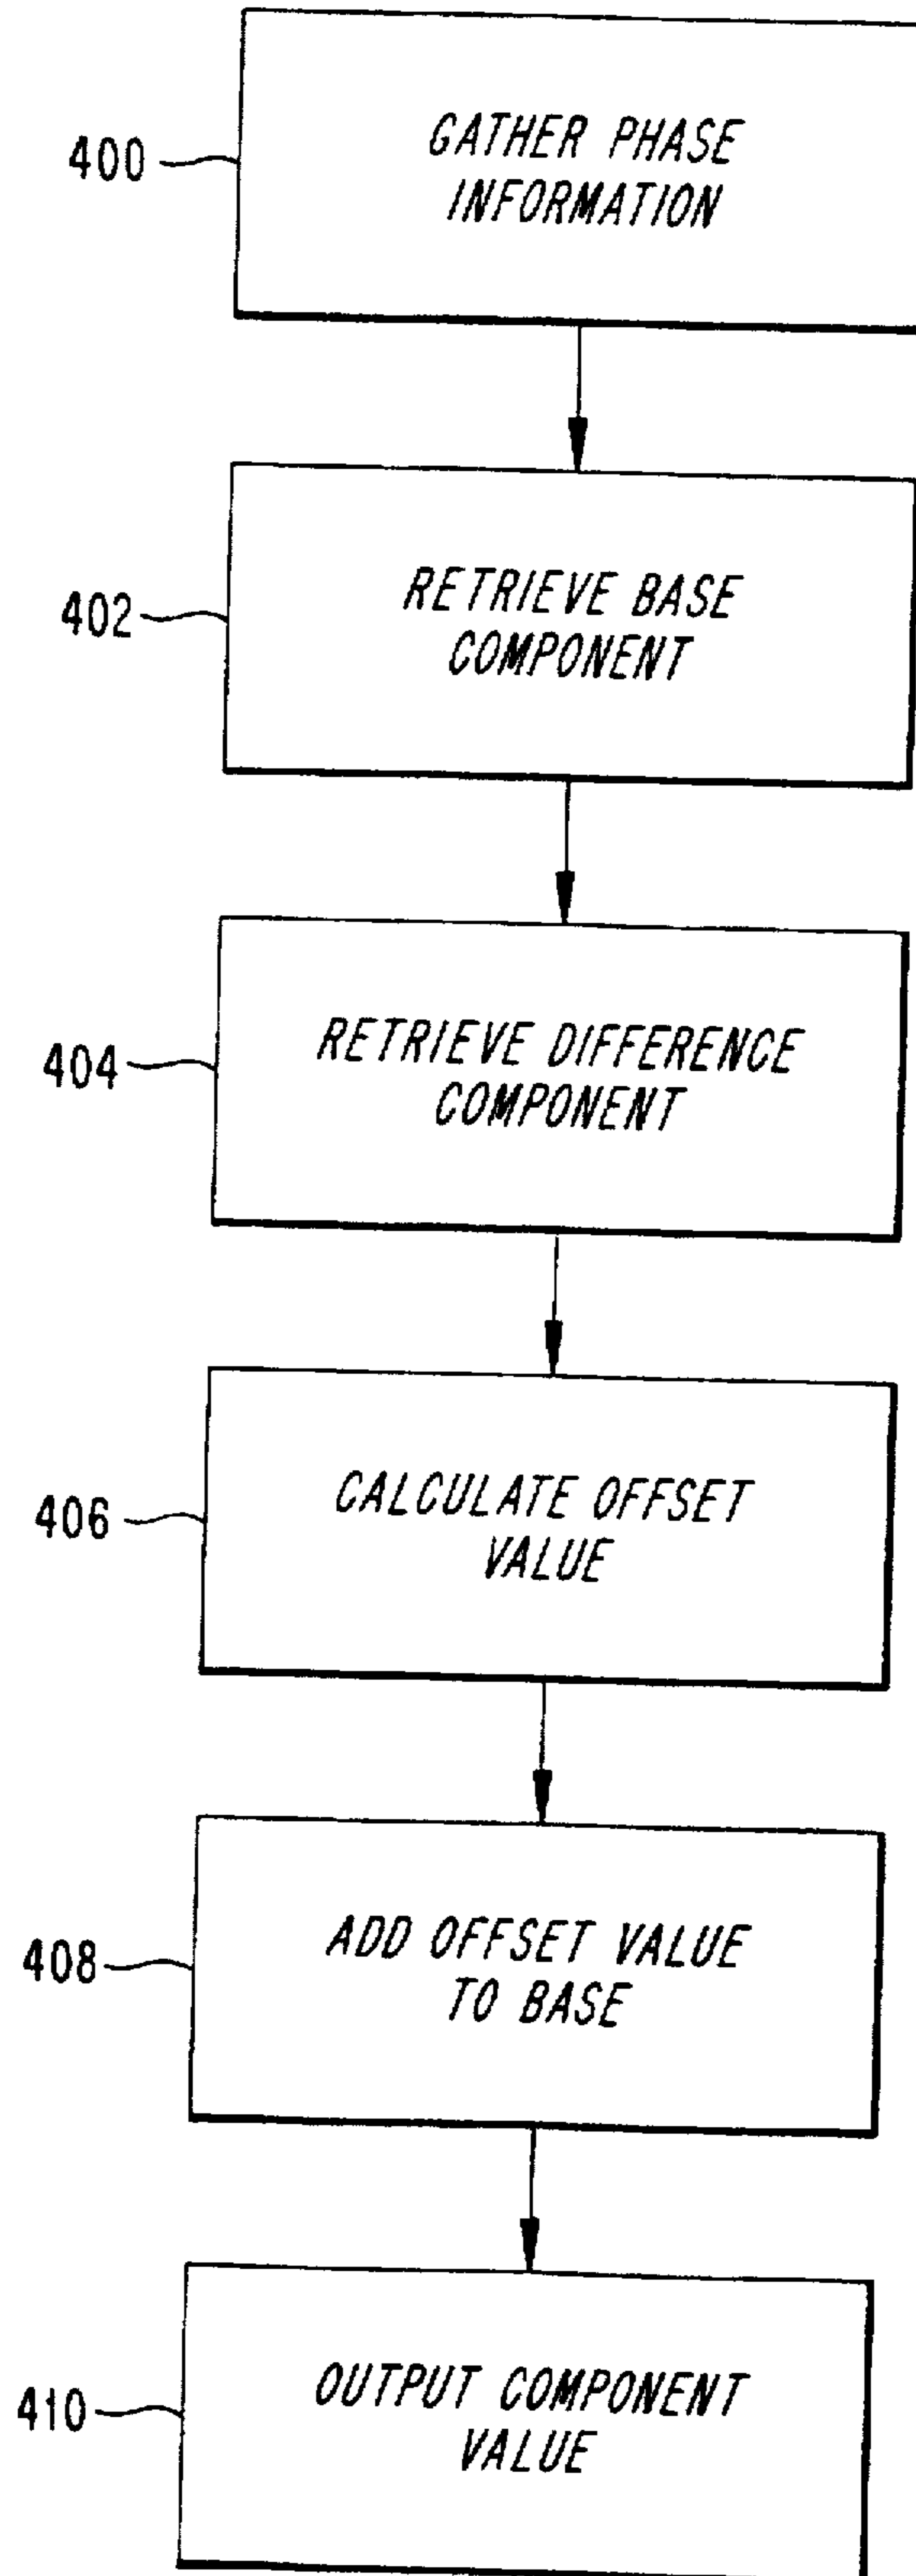 400
GATHER PHASE
INFORMATION
402
RETRIEVE BASE
COMPONENT
404
RETRIEVE DIFFERENCE
COMPONENT
406
CALCULATE OFFSET
VALUE
408
ADD OFFSET VALUE
TO BASE
410
OUTPUT COMPONENT
VALUE